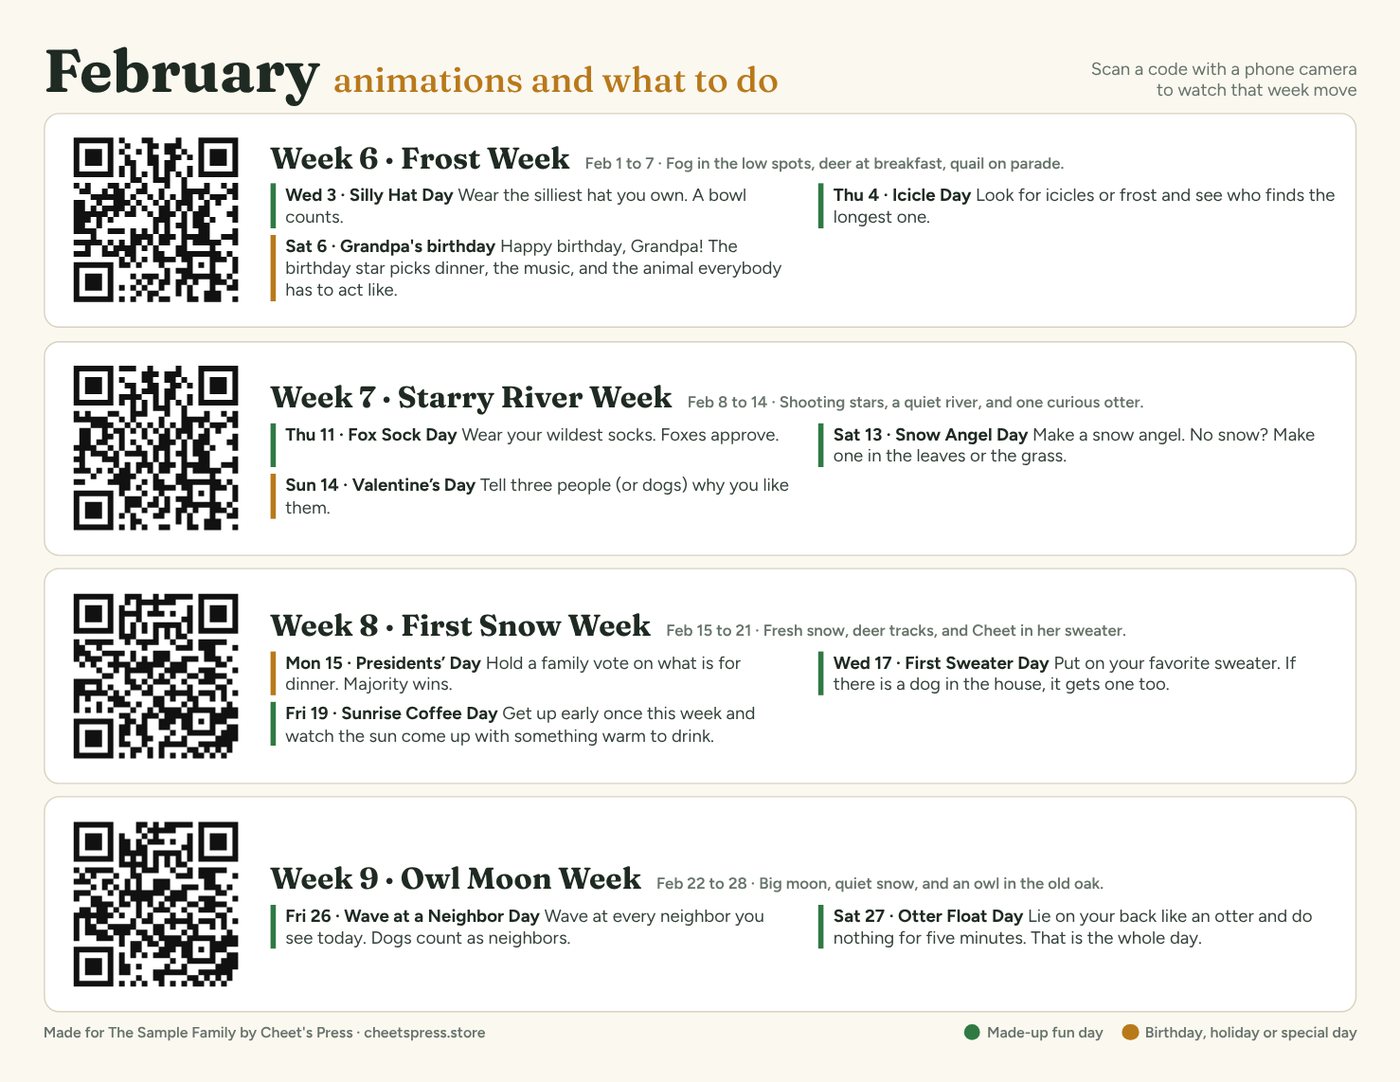 February animations and what to do
Scan a code with a phone camera
to watch that week move
Week 6 · Frost Week Feb 1 to 7 · Fog in the low spots, deer at breakfast, quail on parade.
Wed 3 · Silly Hat Day Wear the silliest hat you own. A bowl
counts.
Thu 4 · Icicle Day Look for icicles or frost and see who finds the
longest one.
Sat 6 · Grandpa's birthday Happy birthday, Grandpa! The
birthday star picks dinner, the music, and the animal everybody
has to act like.
Week 7 · Starry River Week Feb 8 to 14 · Shooting stars, a quiet river, and one curious otter.
Thu 11 · Fox Sock Day Wear your wildest socks. Foxes approve.
Sat 13 · Snow Angel Day Make a snow angel. No snow? Make
one in the leaves or the grass.
Sun 14 · Valentine’s Day Tell three people (or dogs) why you like
them.
Week 8 · First Snow Week Feb 15 to 21 · Fresh snow, deer tracks, and Cheet in her sweater.
Mon 15 · Presidents’ Day Hold a family vote on what is for
dinner. Majority wins.
Wed 17 · First Sweater Day Put on your favorite sweater. If
there is a dog in the house, it gets one too.
Fri 19 · Sunrise Coffee Day Get up early once this week and
watch the sun come up with something warm to drink.
Week 9 · Owl Moon Week Feb 22 to 28 · Big moon, quiet snow, and an owl in the old oak.
Fri 26 · Wave at a Neighbor Day Wave at every neighbor you
see today. Dogs count as neighbors.
Sat 27 · Otter Float Day Lie on your back like an otter and do
nothing for five minutes. That is the whole day.
Made for The Sample Family by Cheet's Press · cheetspress.store
Made-up fun day
Birthday, holiday or special day